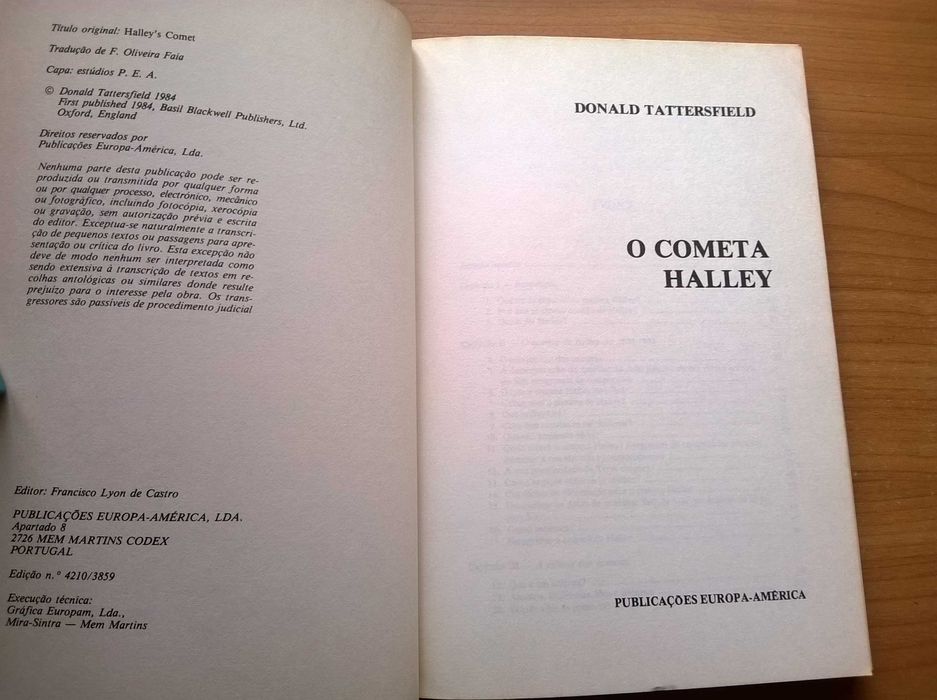 Título original: Halley's Comet
Tradução de F. Oliveira Faia
Capa: estúdios P. E. A.
© Donald Tattersfield 1984
First published 1984, Basil Blackwell Publishers, Ltd.
Oxford, England
Direitos reservados por
Publicações Europa-América, Lda.
Nenhuma parte desta publicação pode ser re-
produzida ou transmitida por qualquer forma
ou por qualquer processo, electrónico, mecânico
ou fotográfico, incluindo fotocópia, xerocópia
ou gravação, sem autorização prévia e escrita
do editor. Exceptua-se naturalmente a transcri-
ção de pequenos textos ou passagens para apre-
sentação ou crítica do livro. Esta excepção não
deve de modo nenhum ser interpretada como
sendo extensiva à transcrição de textos em re-
colhas antológicas ou similares donde resulte
prejuízo para o interesse pela obra. Os trans-
gressores são passíveis de procedimento judicial
Editor: Francisco Lyon de Castro
PUBLICAÇÕES EUROPA-AMÉRICA, LDA.
Apartado 8
2726 MEM MARTINS CODEX
PORTUGAL
Edição n.º 4210/3859
Execução técnica:
Gráfica Europam, Lda.,
Mira-Sintra — Mem Martins
DONALD TATTERSFIELD
O COMETA
HALLEY
PUBLICAÇÕES EUROPA-AMÉRICA